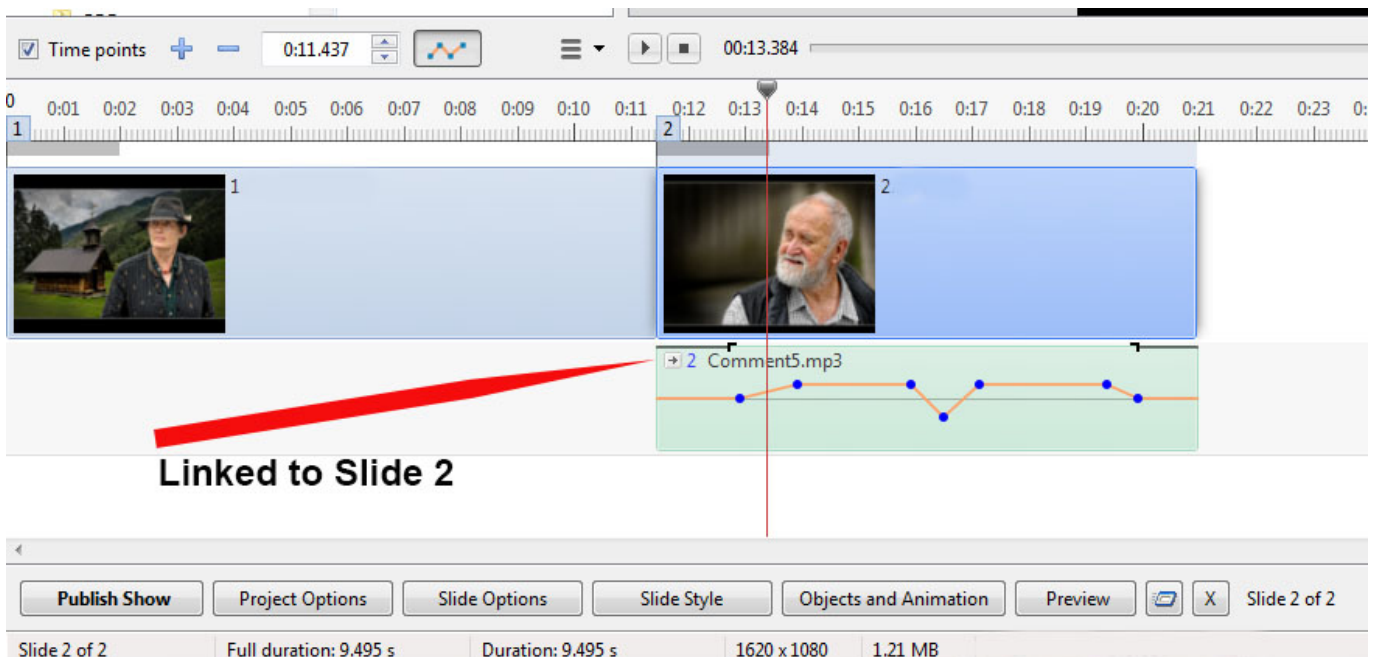 Time points 0:11.437 00:13.384
0 0:01 0:02 0:03 0:04 0:05 0:06 0:07 0:08 0:09 0:10 0:11 0:12 0:13 0:14 0:15 0:16 0:17 0:18 0:19 0:20 0:21 0:22 0:23 0:
1 2
1 2
2 Comment5.mp3
Linked to Slide 2
Publish Show Project Options Slide Options Slide Style Objects and Animation Preview X Slide 2 of 2
Slide 2 of 2 Full duration: 9.495 s Duration: 9.495 s 1620 x 1080 1.21 MB